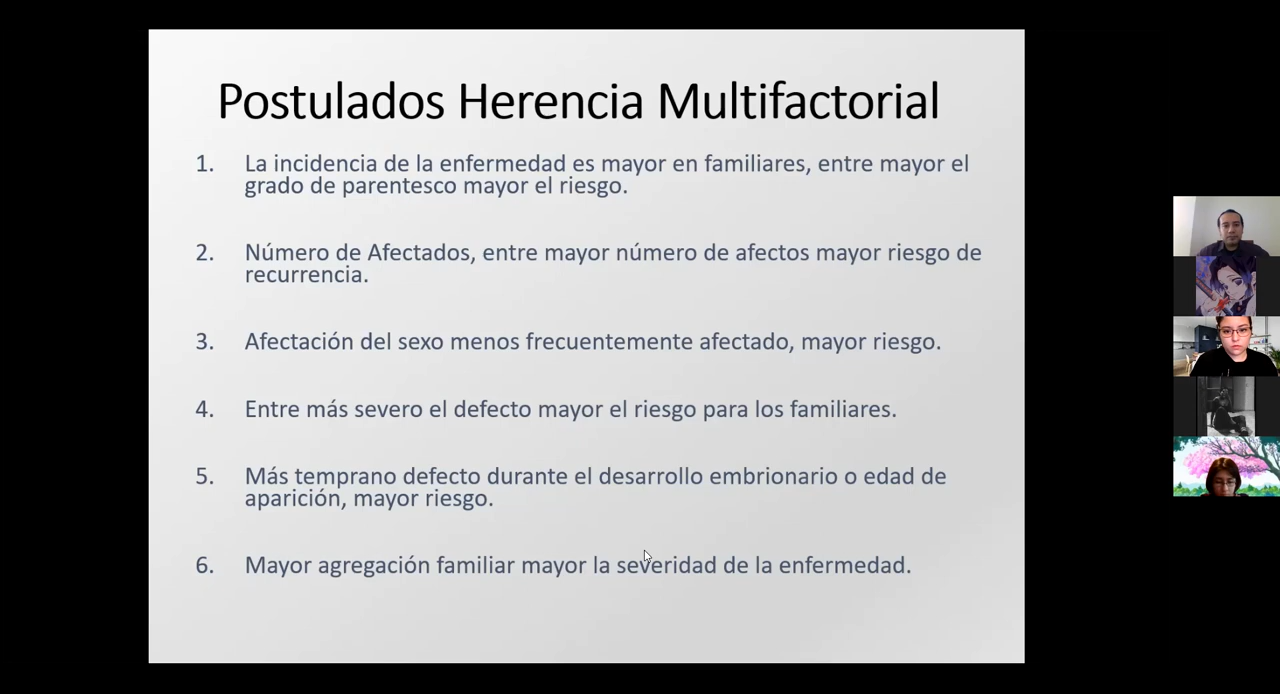 Postulados Herencia Multifactorial
1. La incidencia de la enfermedad es mayor en familiares, entre mayor el
grado de parentesco mayor el riesgo.
2. Número de Afectados, entre mayor número de afectos mayor riesgo de
recurrencia.
3. Afectación del sexo menos frecuentemente afectado, mayor riesgo.
4. Entre más severo el defecto mayor el riesgo para los familiares.
5. Más temprano defecto durante el desarrollo embrionario o edad de
aparición, mayor riesgo.
6. Mayor agregación familiar mayor la severidad de la enfermedad.